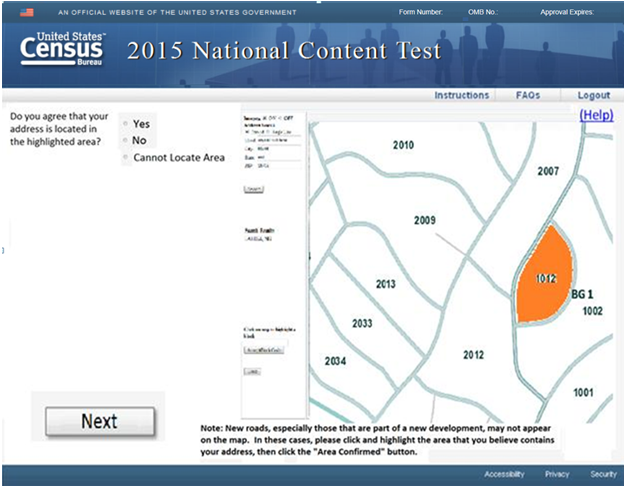 AN OFFICIAL WEBSITE OF THE UNITED STATES GOVERNMENT Form Number: OMB No.: Approval Expires:
United States™
Census
Bureau
2015 National Content Test
Instructions FAQs Logout
(Help)
Do you agree that your
address is located in
the highlighted area?
Yes
No
Cannot Locate Area
2010
2007
2009
1012
BG 1
1002
2013
2033
2034
2012
1001
Next
Note: New roads, especially those that are part of a new development, may not appear
on the map. In these cases, please click and highlight the area that you believe contains
your address, then click the "Area Confirmed" button.
Accessibility Privacy Security